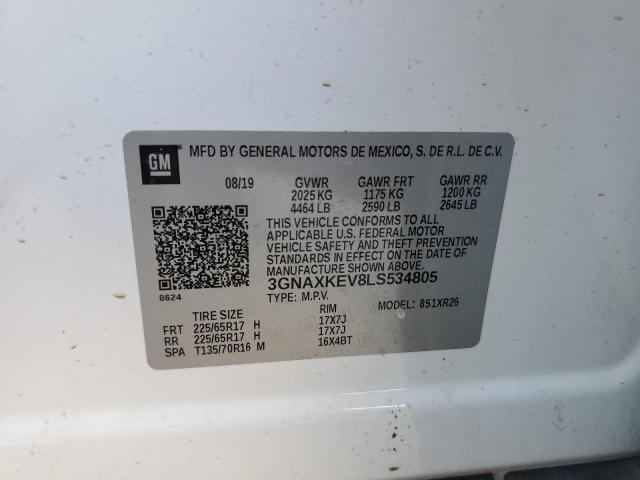 GM MFD BY GENERAL MOTORS DE MEXICO, S. DE R.L. DE C.V.
08/19 GVWR GAWR FRT GAWR RR
2025 KG 1175 KG 1200 KG
4464 LB 2590 LB 2645 LB
THIS VEHICLE CONFORMS TO ALL
APPLICABLE U.S. FEDERAL MOTOR
VEHICLE SAFETY AND THEFT PREVENTION
STANDARDS IN EFFECT ON THE DATE OF
MANUFACTURE SHOWN ABOVE.
3GNAXKEV8LS534805
8624 TYPE: M.P.V. MODEL: 851XR26
TIRE SIZE RIM
FRT 225/65R17 H 17X7J
RR 225/65R17 H 17X7J
SPA T135/70R16 M 16X4BT